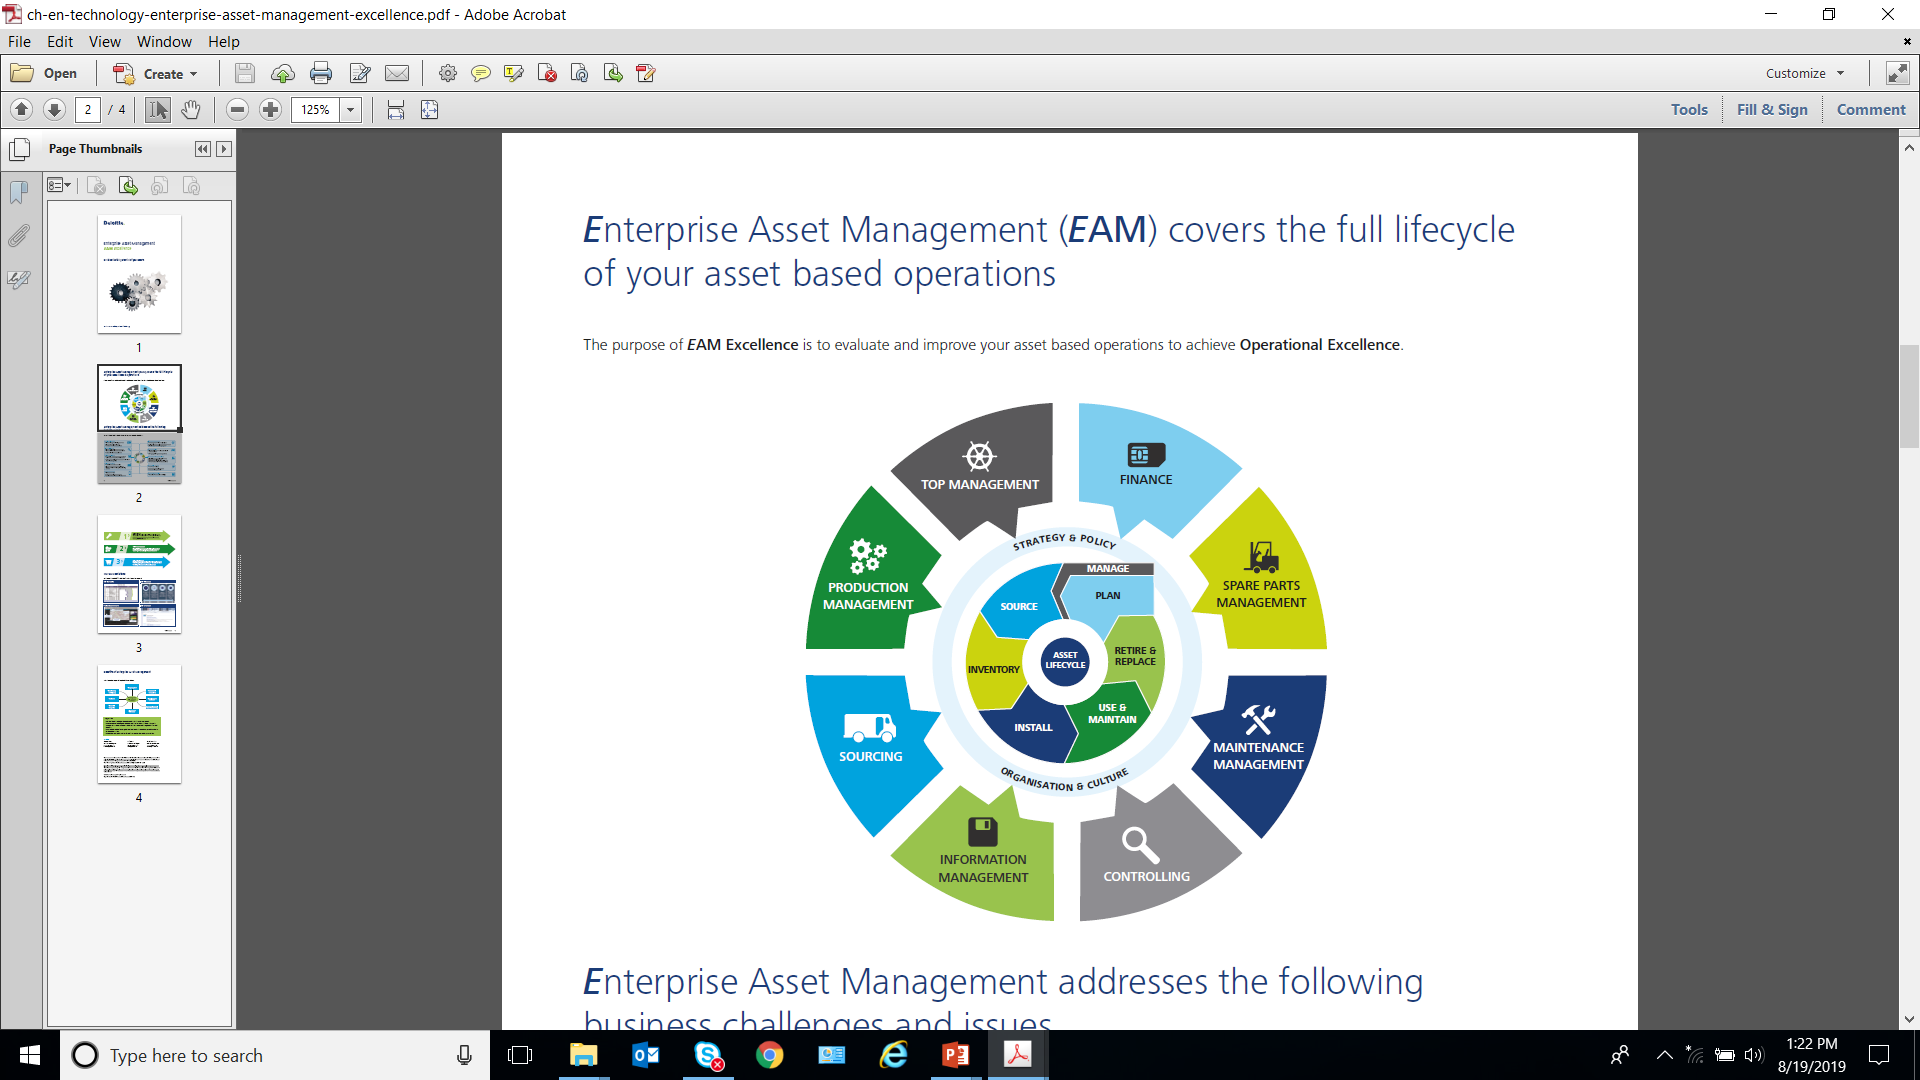 ch-en-technology-enterprise-asset-management-excellence.pdf - Adobe Acrobat
File Edit View Window Help
Open Create Customize
2 / 4 125% Tools Fill & Sign Comment
Page Thumbnails
1
2
3
4
Enterprise Asset Management (EAM) covers the full lifecycle
of your asset based operations
The purpose of EAM Excellence is to evaluate and improve your asset based operations to achieve Operational Excellence.
TOP MANAGEMENT
FINANCE
SPARE PARTS
MANAGEMENT
MAINTENANCE
MANAGEMENT
CONTROLLING
INFORMATION
MANAGEMENT
SOURCING
PRODUCTION
MANAGEMENT
STRATEGY & POLICY
MANAGE
PLAN
RETIRE &
REPLACE
USE &
MAINTAIN
INSTALL
INVENTORY
SOURCE
ASSET
LIFECYCLE
ORGANISATION & CULTURE
Enterprise Asset Management addresses the following
business challenges and issues
Type here to search
1:22 PM
8/19/2019